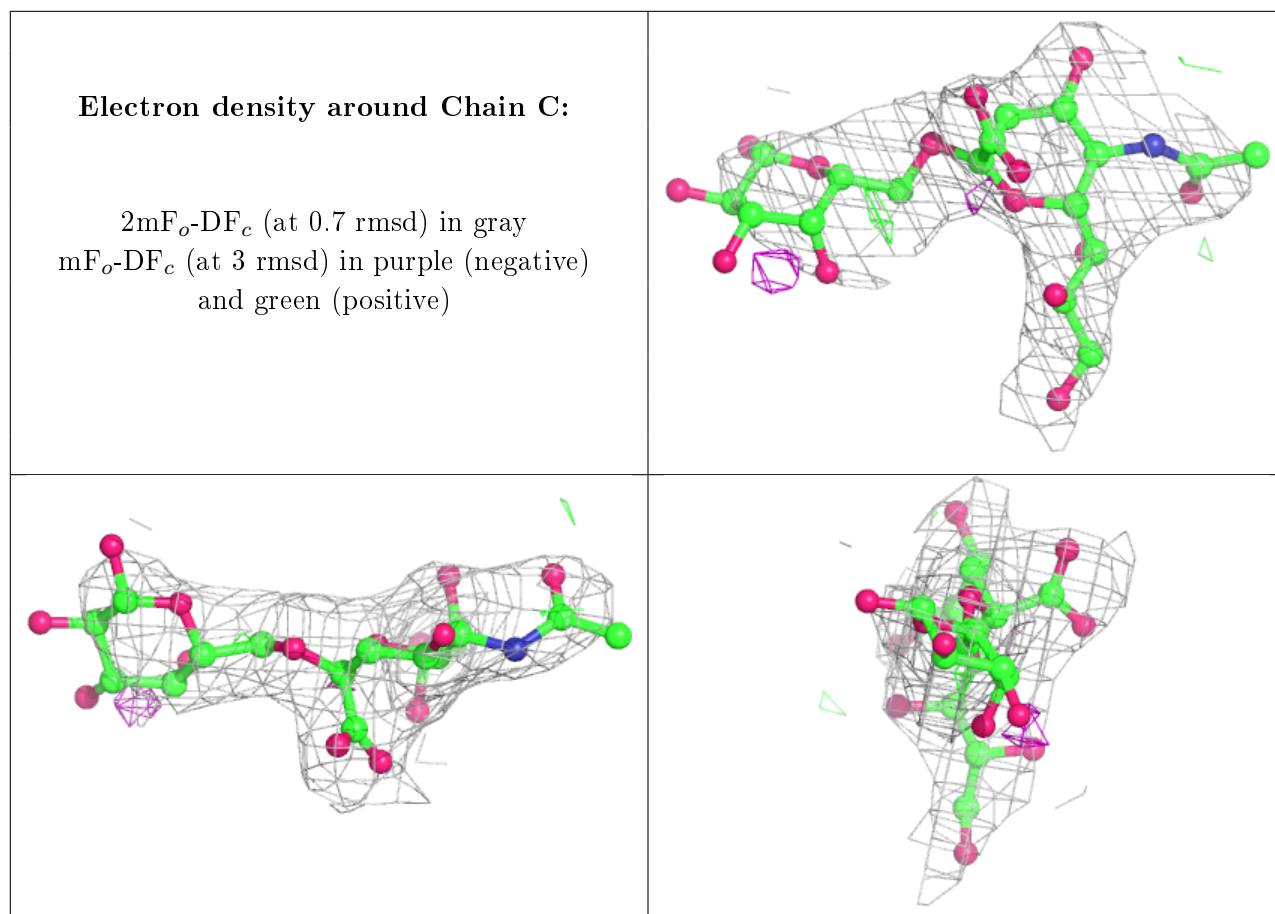 Electron density around Chain C:
2mFo-DFc (at 0.7 rmsd) in gray
mFo-DFc (at 3 rmsd) in purple (negative)
and green (positive)